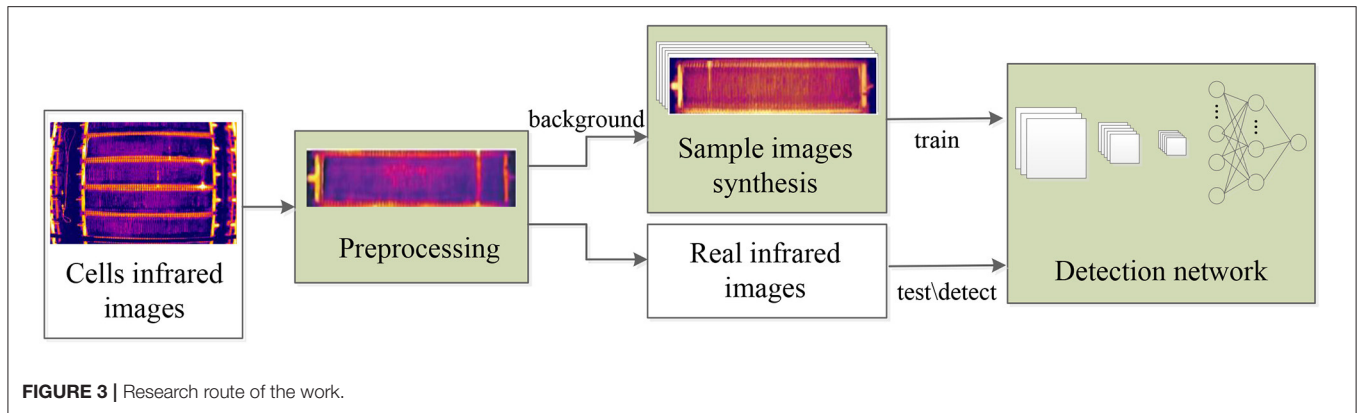 Cells infrared
images
Preprocessing
background
Sample images
synthesis
train
Real infrared
images
test\detect
Detection network
FIGURE 3 | Research route of the work.